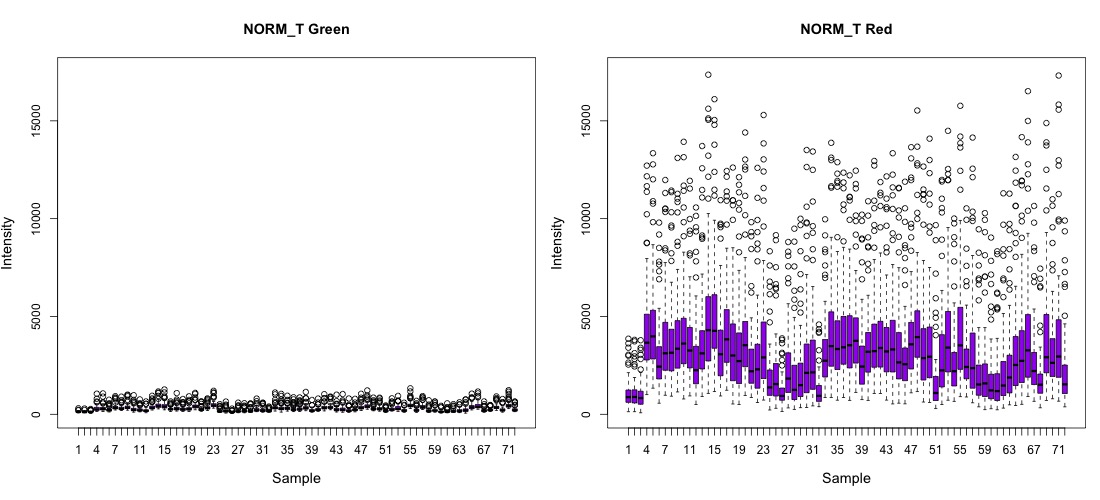 NORM_T Green
Intensity
0 5000 10000 15000
1 4 7 11 15 19 23 27 31 35 39 43 47 51 55 59 63 67 71
Sample
NORM_T Red
Intensity
0 5000 10000 15000
1 4 7 11 15 19 23 27 31 35 39 43 47 51 55 59 63 67 71
Sample